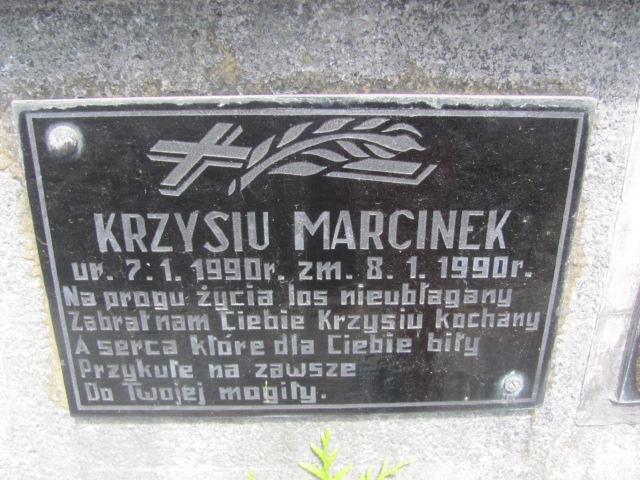 KRZYSIU MARCINEK
ur. 7.1.1990r. zm. 8.1.1990r.
Na progu życia los nieubłagany
Zabrał nam Ciebie Krzysiu kochany
A serca które dla Ciebie biły
Przykułe na zawsze
Do Twojej mogiły.